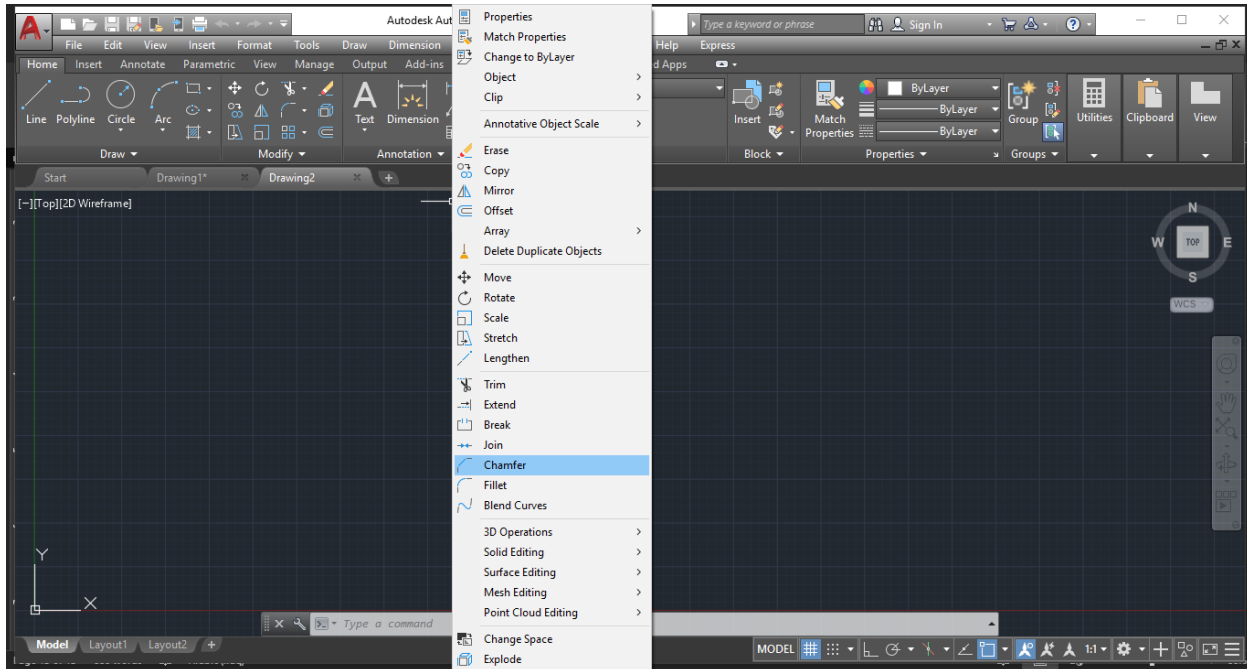 Autodesk Aut
Type a keyword or phrase
Sign In
File Edit View Insert Format Tools Draw Dimension
Help Express
Home Insert Annotate Parametric View Manage Output Add-ins
d Apps
Line Polyline Circle Arc
Text Dimension
Insert
Match
Properties
ByLayer
ByLayer
ByLayer
Group
Utilities Clipboard View
Draw
Modify
Annotation
Block
Properties
Groups
Start Drawing1* Drawing2
[−][Top][2D Wireframe]
Properties
Match Properties
Change to ByLayer
Object
Clip
Annotative Object Scale
Erase
Copy
Mirror
Offset
Array
Delete Duplicate Objects
Move
Rotate
Scale
Stretch
Lengthen
Trim
Extend
Break
Join
Chamfer
Fillet
Blend Curves
3D Operations
Solid Editing
Surface Editing
Mesh Editing
Point Cloud Editing
Change Space
Explode
N
W TOP E
S
WCS
Y
X
Type a command
Model Layout1 Layout2 +
MODEL
1:1